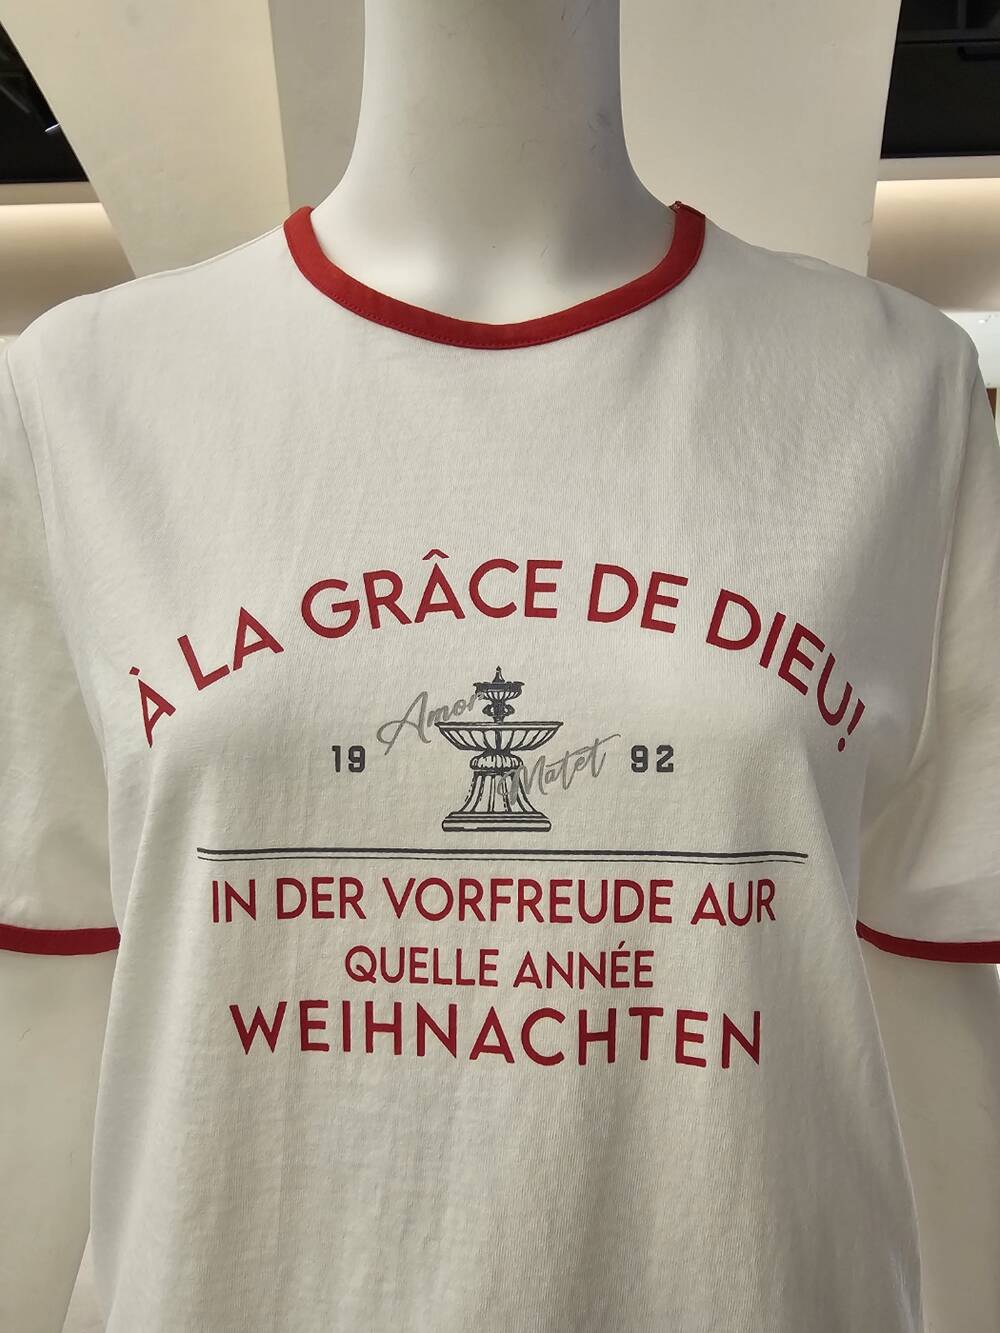 À LA GRÂCE DE DIEU!
Amor
19 92
Matet
IN DER VORFREUDE AUR
QUELLE ANNÉE
WEIHNACHTEN